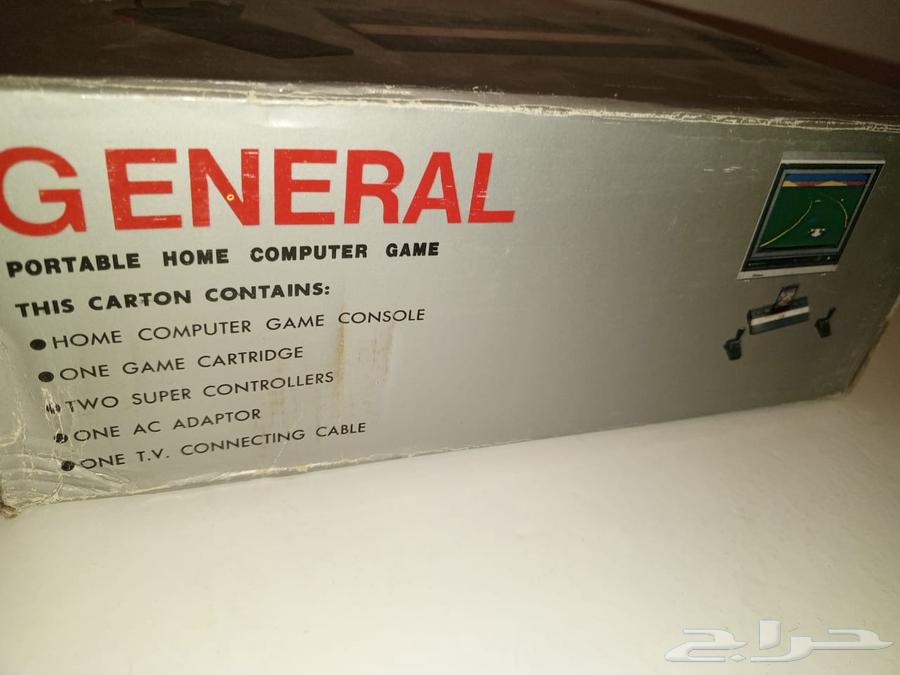 GENERAL
PORTABLE HOME COMPUTER GAME
THIS CARTON CONTAINS:
● HOME COMPUTER GAME CONSOLE
● ONE GAME CARTRIDGE
● TWO SUPER CONTROLLERS
● ONE AC ADAPTOR
● ONE T.V. CONNECTING CABLE
حراج